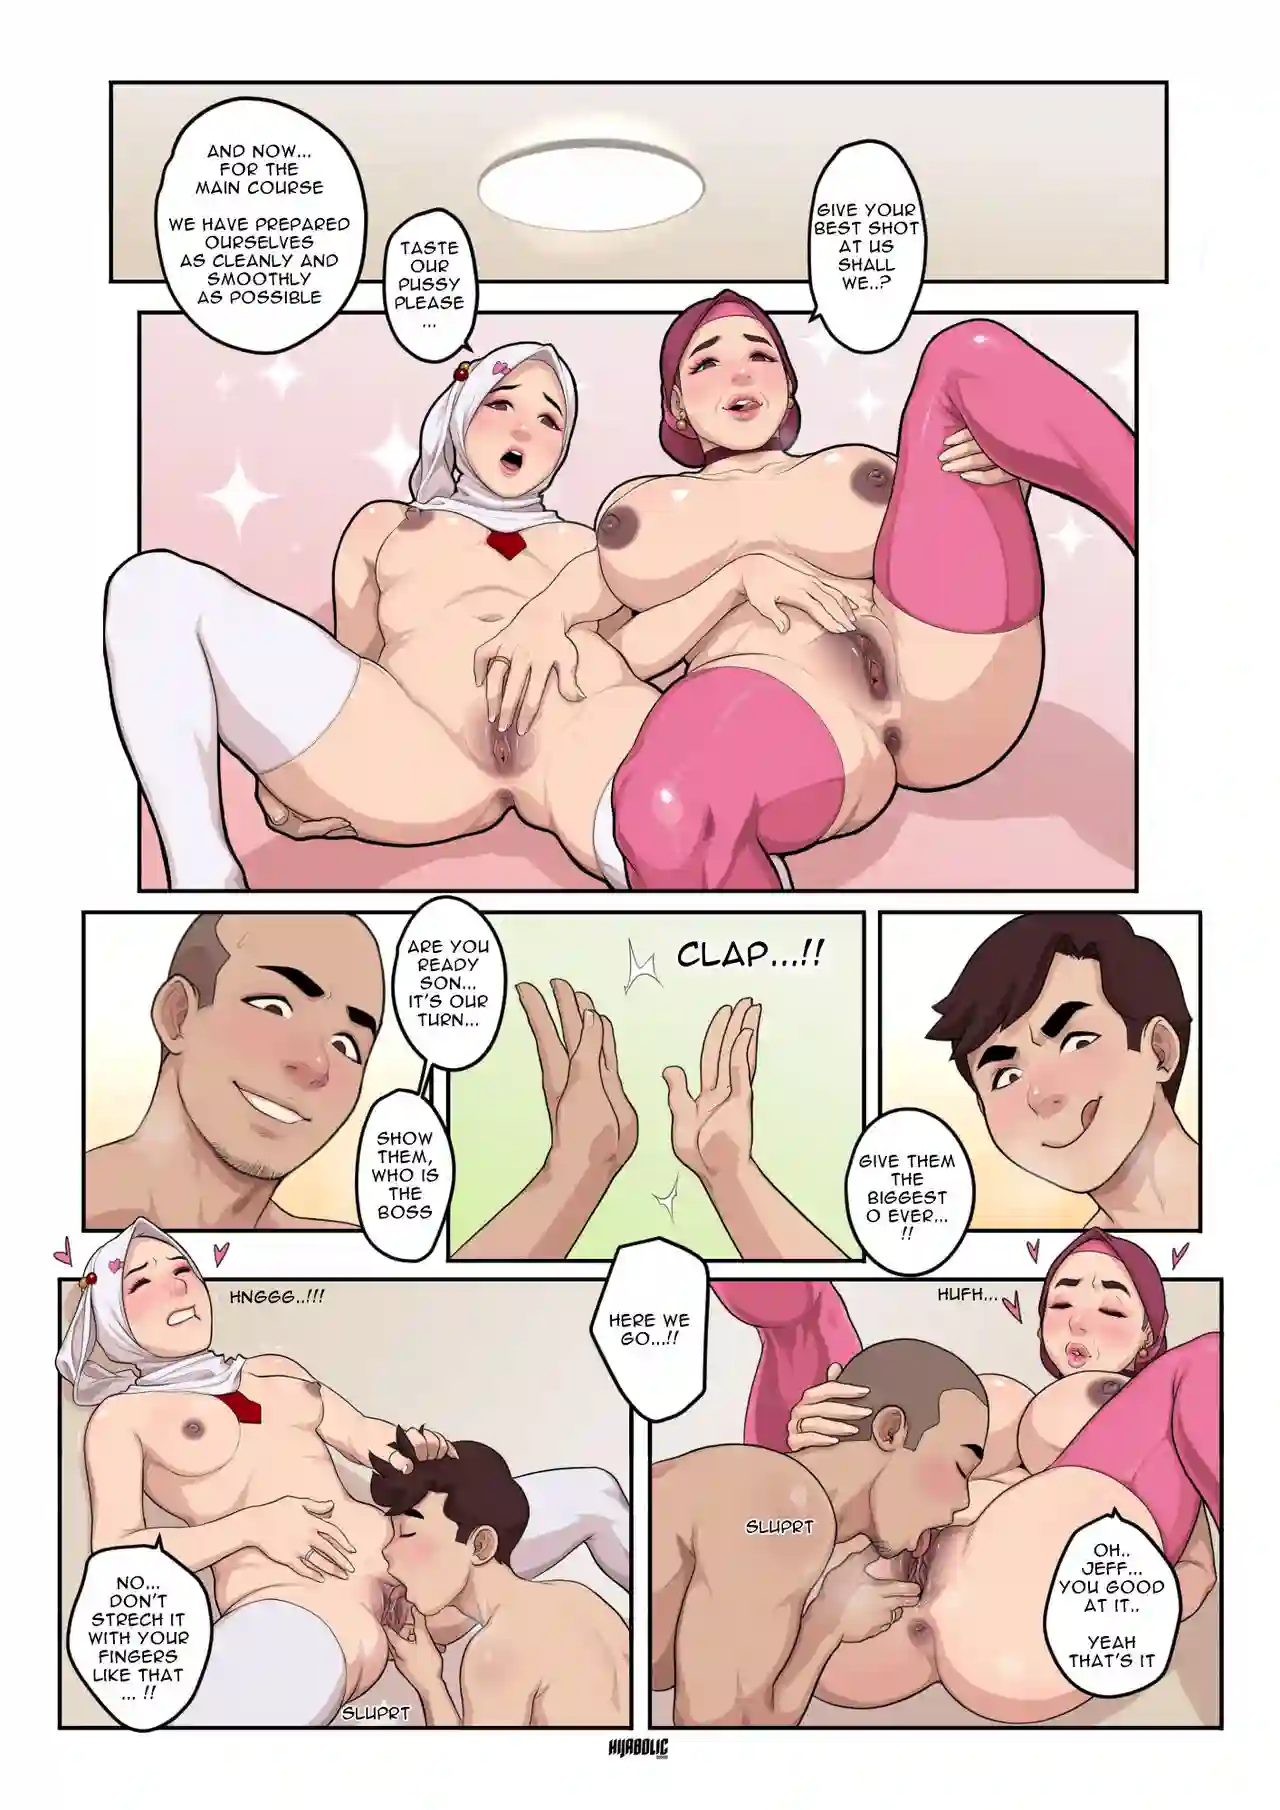 AND NOW...
FOR THE
MAIN COURSE
WE HAVE PREPARED
OURSELVES
AS CLEANLY AND
SMOOTHLY
AS POSSIBLE
TASTE
OUR
PUSSY
PLEASE
...
GIVE YOUR
BEST SHOT
AT US
SHALL
WE..?
ARE YOU
READY
SON...
IT'S OUR
TURN...
SHOW
THEM,
WHO IS
THE
BOSS
CLAP...!!
GIVE THEM
THE
BIGGEST
O EVER...
!!
HNGGG..!!!
NO...
DON'T
STRECH IT
WITH YOUR
FINGERS
LIKE THAT
... !!
SLUPRT
HERE WE
GO...!!
HUFH...
SLUPRT
OH..
JEFF...
YOU GOOD
AT IT..
YEAH
THAT'S IT
HIJABOLIC